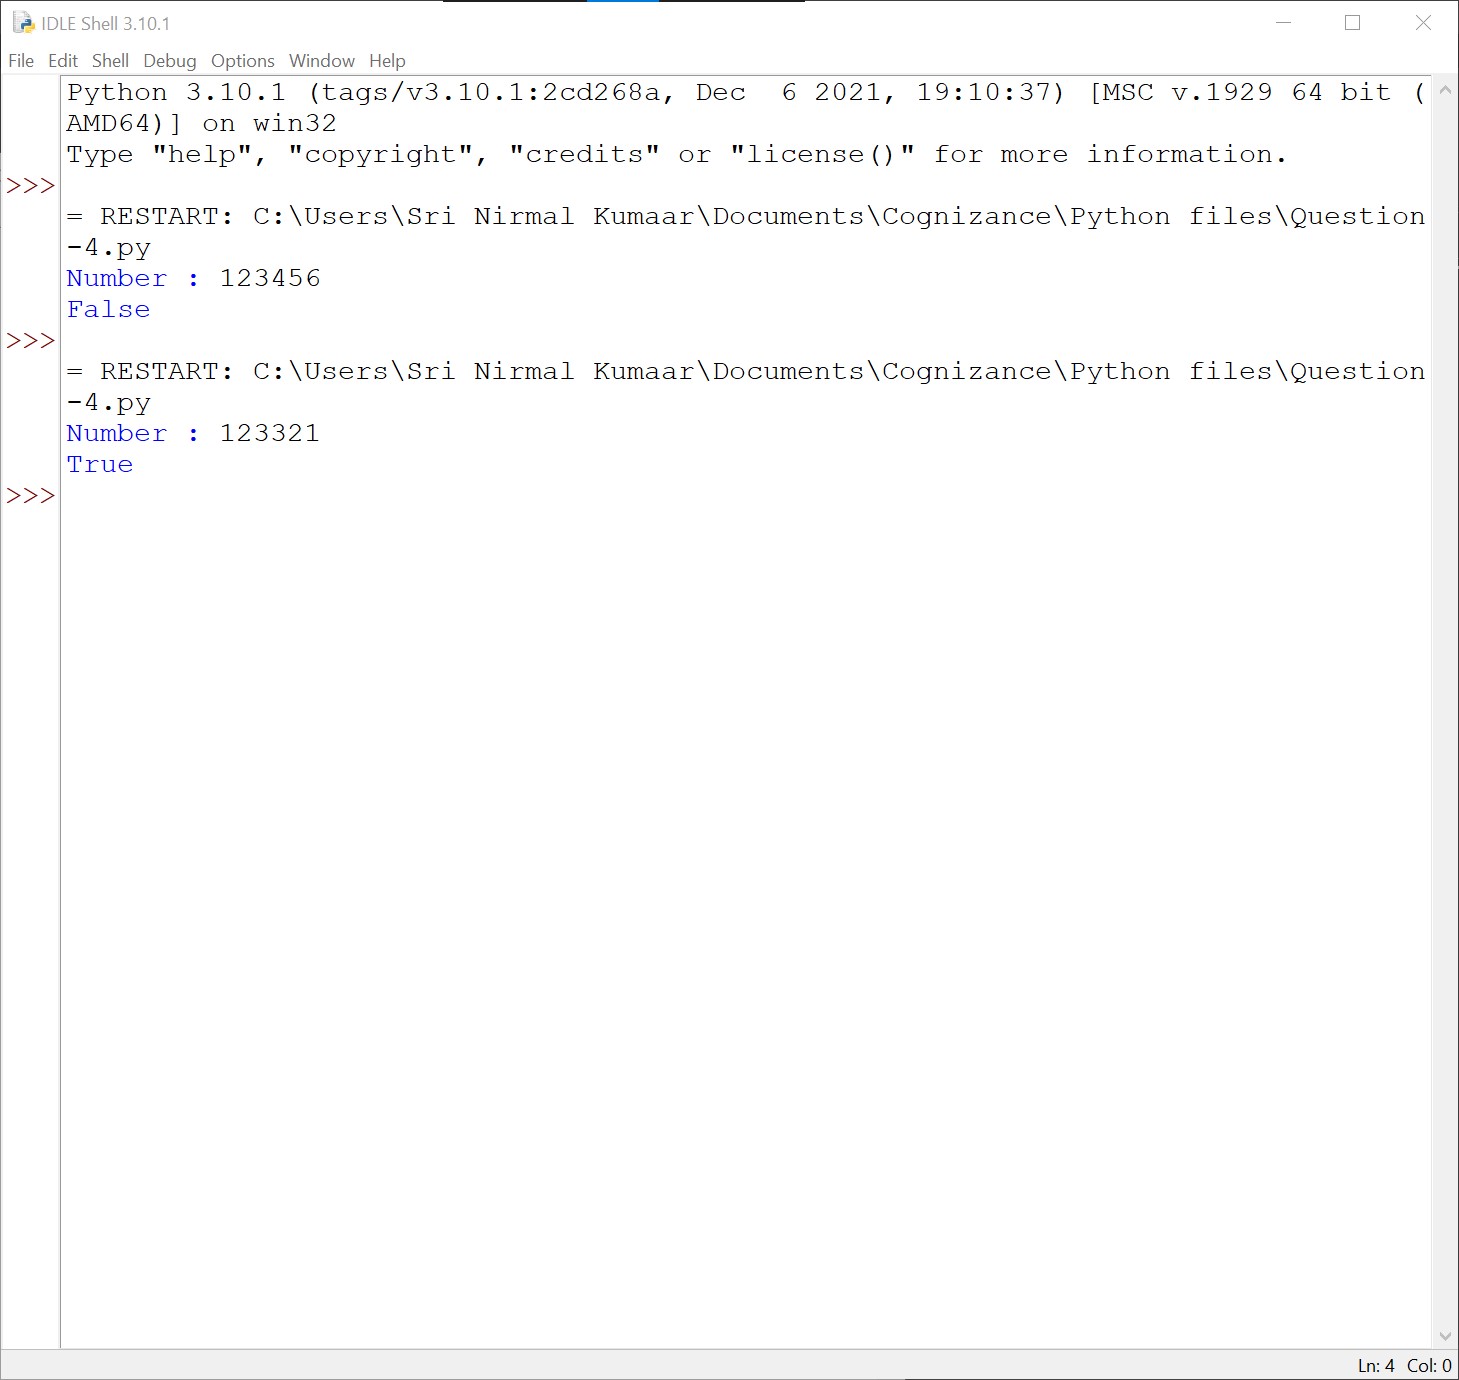 IDLE Shell 3.10.1
File Edit Shell Debug Options Window Help
Python 3.10.1 (tags/v3.10.1:2cd268a, Dec  6 2021, 19:10:37) [MSC v.1929 64 bit (
AMD64)] on win32
Type "help", "copyright", "credits" or "license()" for more information.
>>>
= RESTART: C:\Users\Sri Nirmal Kumaar\Documents\Cognizance\Python files\Question
-4.py
Number : 123456
False
>>>
= RESTART: C:\Users\Sri Nirmal Kumaar\Documents\Cognizance\Python files\Question
-4.py
Number : 123321
True
>>>
Ln: 4 Col: 0